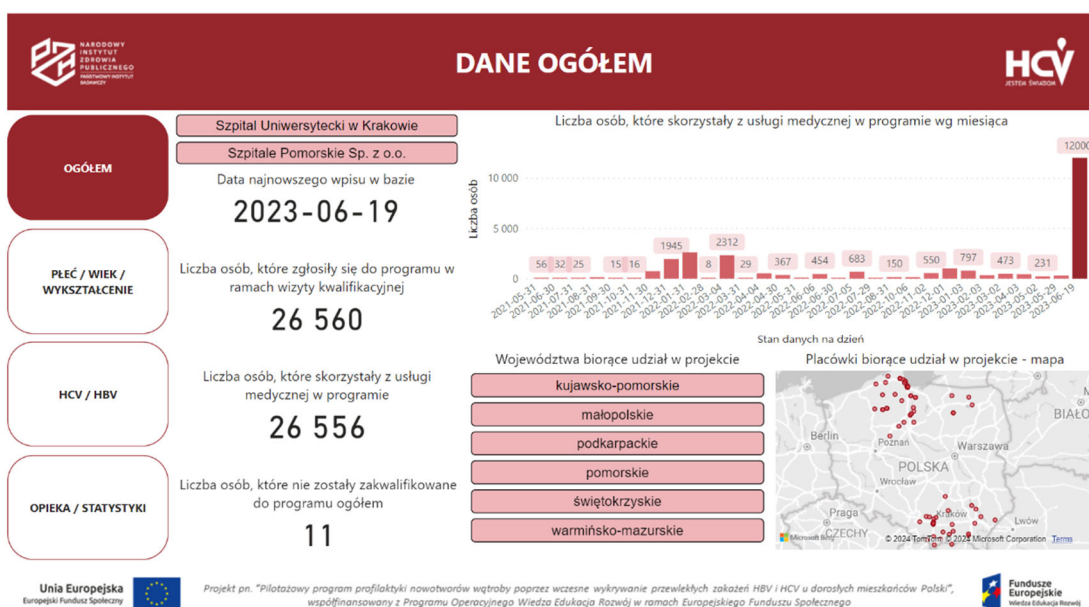 NARODOWY
INSTYTUT
ZDROWIA
PUBLICZNEGO
PAŃSTWOWY INSTYTUT
BADAWCZY
DANE OGÓŁEM
HCV
JESTEM ŚWIADOM
OGÓŁEM
PŁEĆ / WIEK /
WYKSZTAŁCENIE
HCV / HBV
OPIEKA / STATYSTYKI
Szpital Uniwersytecki w Krakowie
Szpitale Pomorskie Sp. z o.o.
Data najnowszego wpisu w bazie
2023-06-19
Liczba osób, które zgłosiły się do programu w
ramach wizyty kwalifikacyjnej
26 560
Liczba osób, które skorzystały z usługi
medycznej w programie
26 556
Liczba osób, które nie zostały zakwalifikowane
do programu ogółem
11
Liczba osób, które skorzystały z usługi medycznej w programie wg miesiąca
Liczba osób
10 000
5 000
0
56 32 25 15 16 1945 8 2312 29 367 454 683 150 550 797 473 231 12000
2021-05-31
2021-06-30
2021-07-31
2021-08-31
2021-09-30
2021-10-31
2021-11-30
2021-12-31
2022-01-31
2022-02-28
2022-03-04
2022-03-31
2022-04-04
2022-04-30
2022-05-31
2022-06-06
2022-06-30
2022-07-05
2022-07-29
2022-08-31
2022-10-06
2022-11-02
2022-12-01
2023-01-03
2023-02-03
2023-03-02
2023-04-03
2023-05-02
2023-05-29
2023-06-19
Stan danych na dzień
Województwa biorące udział w projekcie
kujawsko-pomorskie
małopolskie
podkarpackie
pomorskie
świętokrzyskie
warmińsko-mazurskie
Placówki biorące udział w projekcie - mapa
BIAŁO
Berlin
Poznań
Warszawa
POLSKA
Wrocław
Praga
Kraków
Lwów
CZECHY
Microsoft Bing
© 2024 TomTom © 2024 Microsoft Corporation Terms
Unia Europejska
Europejski Fundusz Społeczny
Projekt pn. "Pilotażowy program profilaktyki nowotworów wątroby poprzez wczesne wykrywanie przewlekłych zakażeń HBV i HCV u dorosłych mieszkańców Polski",
współfinansowany z Programu Operacyjnego Wiedza Edukacja Rozwój w ramach Europejskiego Funduszu Społecznego
Fundusze
Europejskie
Wiedza Edukacja Rozwój